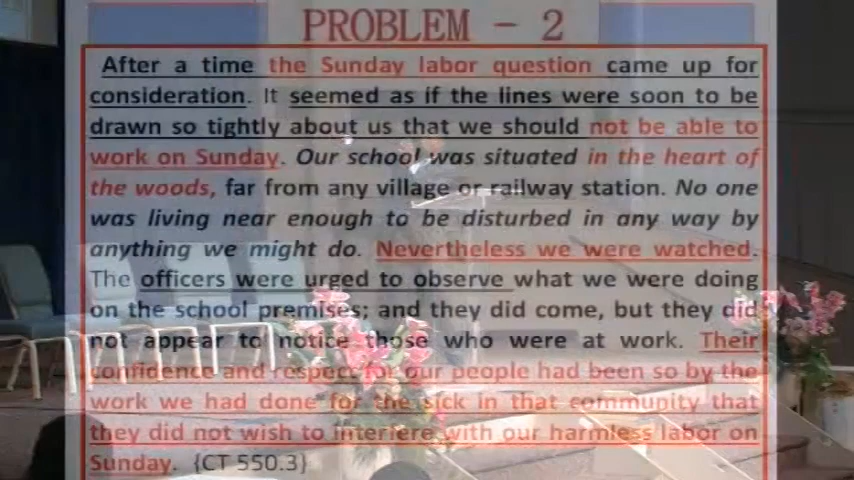 PROBLEM - 2
After a time the Sunday labor question came up for
consideration. It seemed as if the lines were soon to be
drawn so tightly about us that we should not be able to
work on Sunday. Our school was situated in the heart of
the woods, far from any village or railway station. No one
was living near enough to be disturbed in any way by
anything we might do. Nevertheless we were watched.
The officers were urged to observe what we were doing
on the school premises; and they did come, but they did
not appear to notice those who were at work. Their
confidence and respect for our people had been so by the
work we had done for the sick in that community that
they did not wish to interfere with our harmless labor on
Sunday. {CT 550.3}